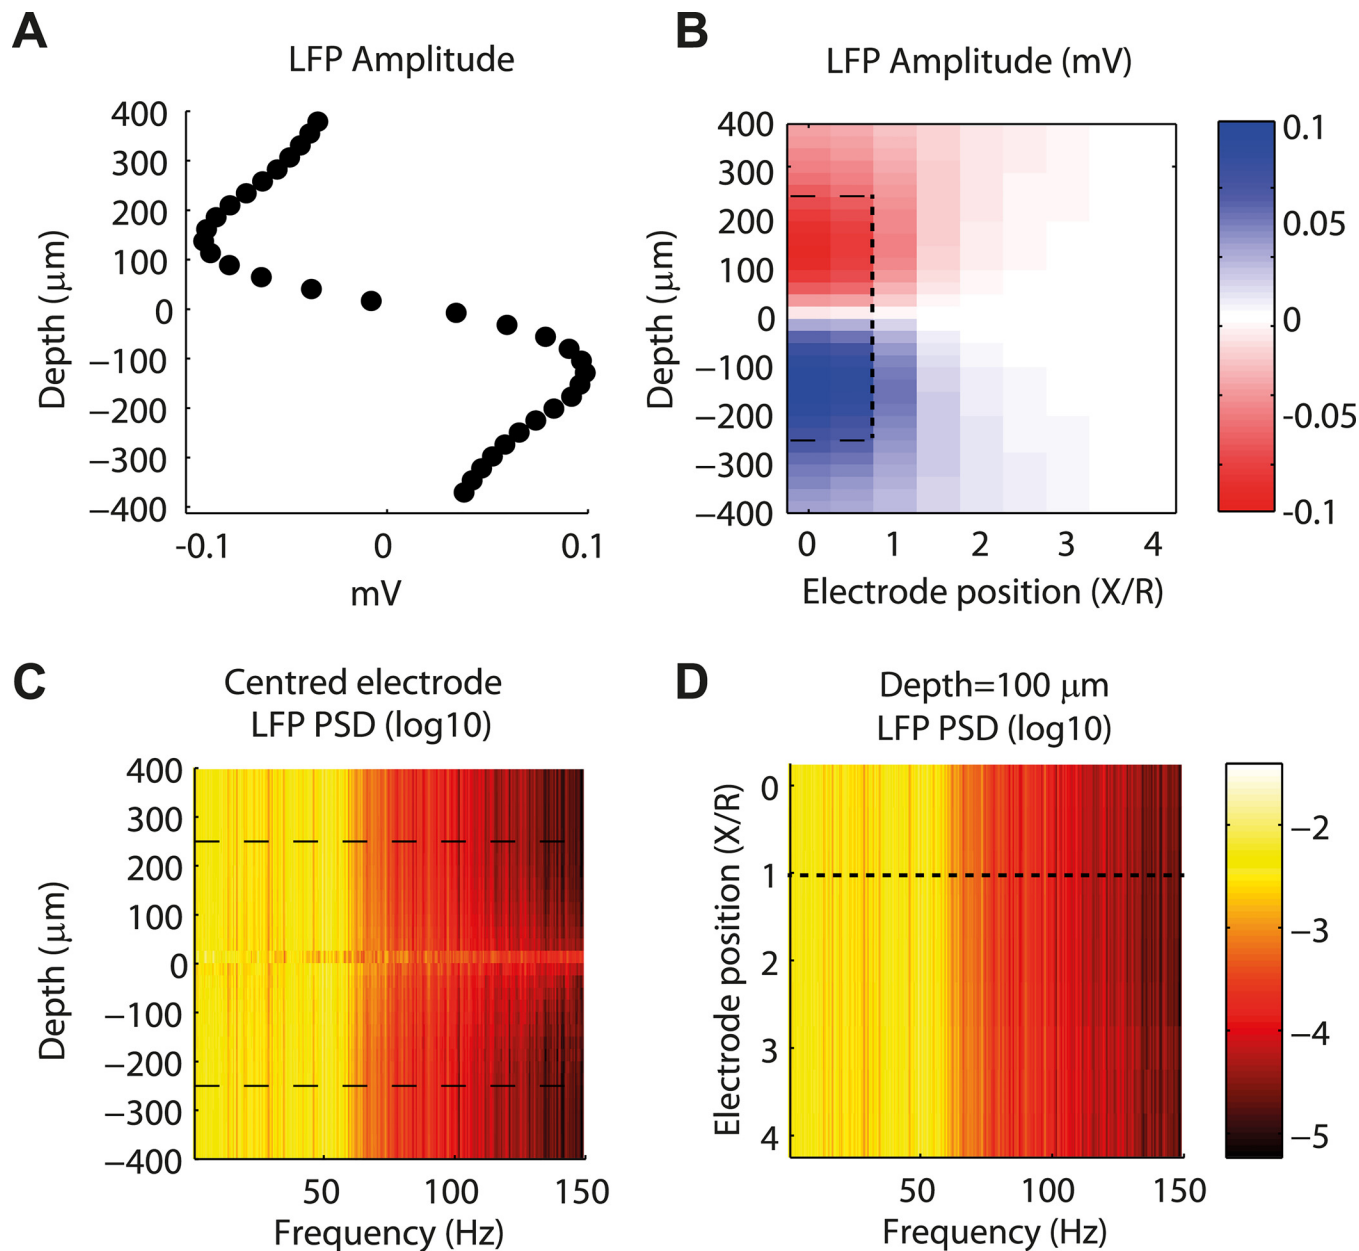 A
LFP Amplitude
400
300
200
100
0
−100
−200
−300
−400
Depth (μm)
-0.1 0 0.1
mV
B
LFP Amplitude (mV)
400
300
200
100
0
−100
−200
−300
−400
Depth (μm)
0 1 2 3 4
Electrode position (X/R)
0.1
0.05
0
-0.05
-0.1
C
Centred electrode
LFP PSD (log10)
400
300
200
100
0
−100
−200
−300
−400
Depth (μm)
50 100 150
Frequency (Hz)
D
Depth=100 μm
LFP PSD (log10)
0
1
2
3
4
Electrode position (X/R)
50 100 150
Frequency (Hz)
−2
−3
−4
−5